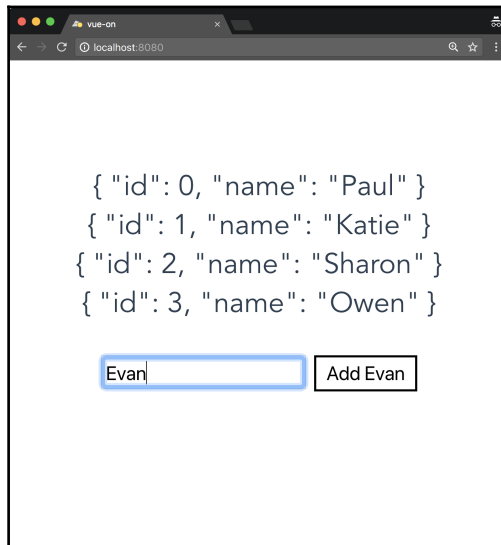 vue-on
localhost:8080
{ "id": 0, "name": "Paul" }
{ "id": 1, "name": "Katie" }
{ "id": 2, "name": "Sharon" }
{ "id": 3, "name": "Owen" }
Evan Add Evan